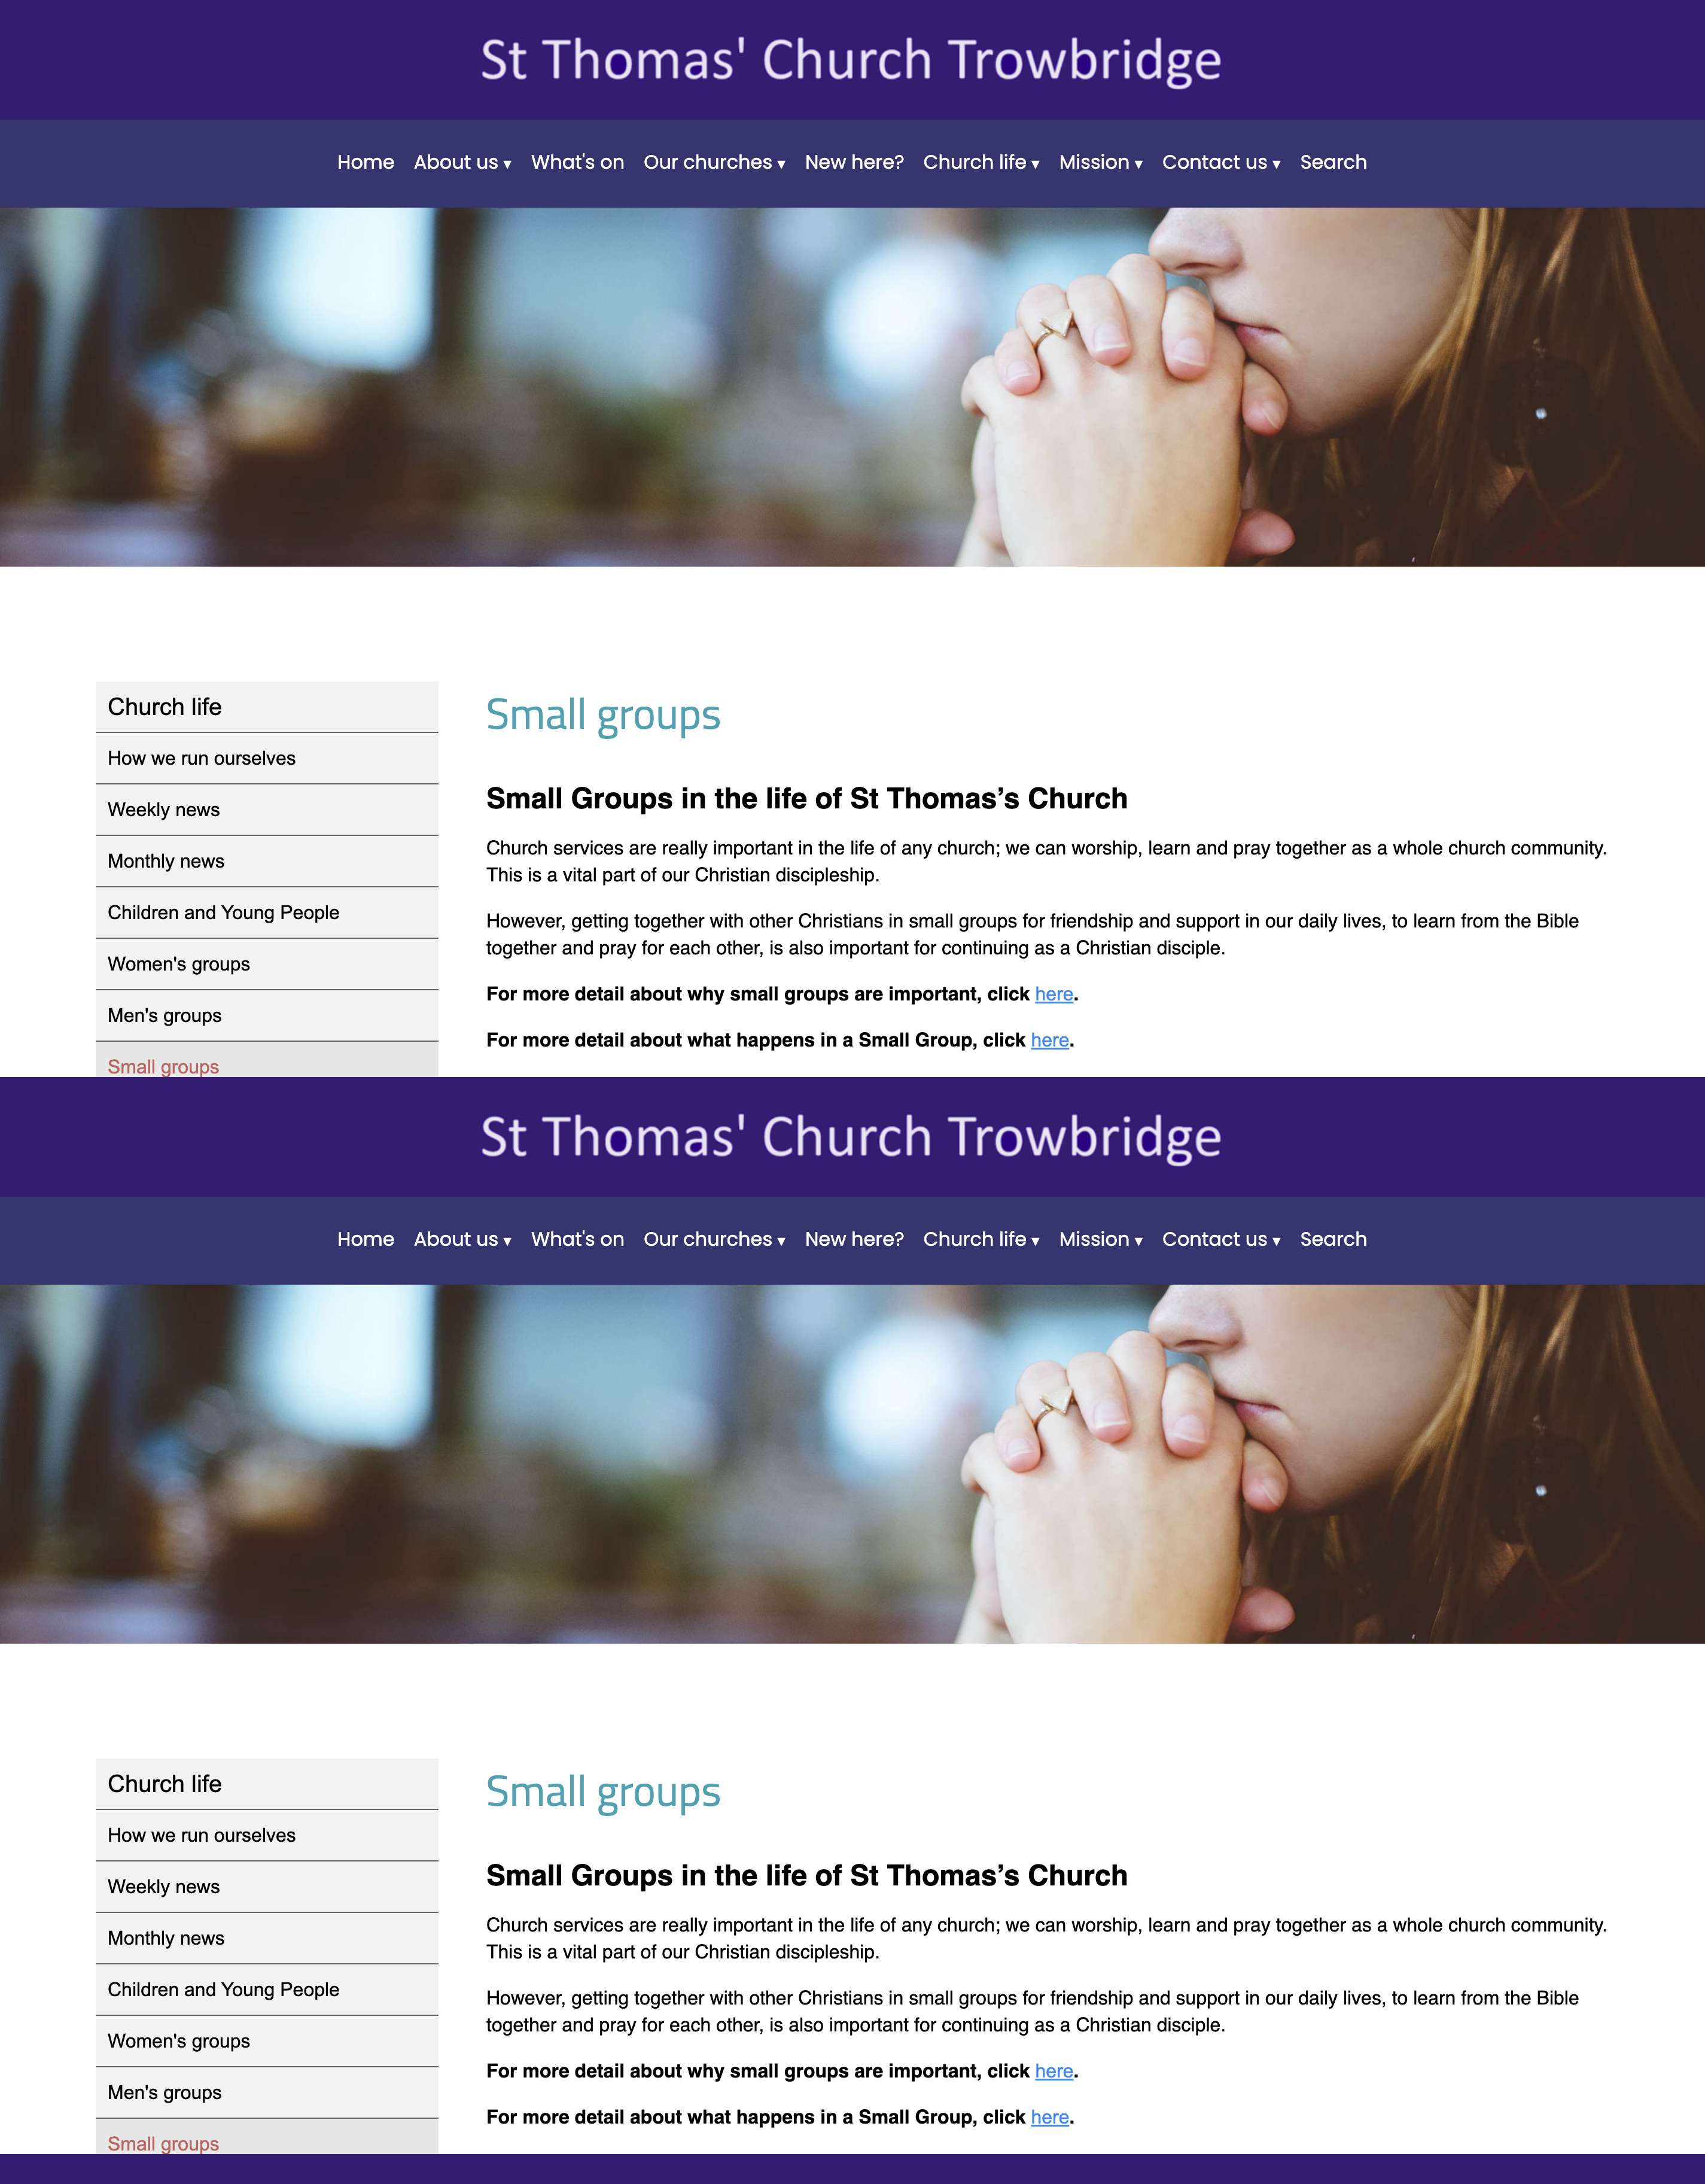 St Thomas' Church Trowbridge
Home About us ▾ What's on Our churches ▾ New here? Church life ▾ Mission ▾ Contact us ▾ Search
Church life
How we run ourselves
Weekly news
Monthly news
Children and Young People
Women's groups
Men's groups
Small groups
Small groups
Small Groups in the life of St Thomas’s Church
Church services are really important in the life of any church; we can worship, learn and pray together as a whole church community.
This is a vital part of our Christian discipleship.
However, getting together with other Christians in small groups for friendship and support in our daily lives, to learn from the Bible
together and pray for each other, is also important for continuing as a Christian disciple.
For more detail about why small groups are important, click here.
For more detail about what happens in a Small Group, click here.
St Thomas' Church Trowbridge
Home About us ▾ What's on Our churches ▾ New here? Church life ▾ Mission ▾ Contact us ▾ Search
Church life
How we run ourselves
Weekly news
Monthly news
Children and Young People
Women's groups
Men's groups
Small groups
Small groups
Small Groups in the life of St Thomas’s Church
Church services are really important in the life of any church; we can worship, learn and pray together as a whole church community.
This is a vital part of our Christian discipleship.
However, getting together with other Christians in small groups for friendship and support in our daily lives, to learn from the Bible
together and pray for each other, is also important for continuing as a Christian disciple.
For more detail about why small groups are important, click here.
For more detail about what happens in a Small Group, click here.